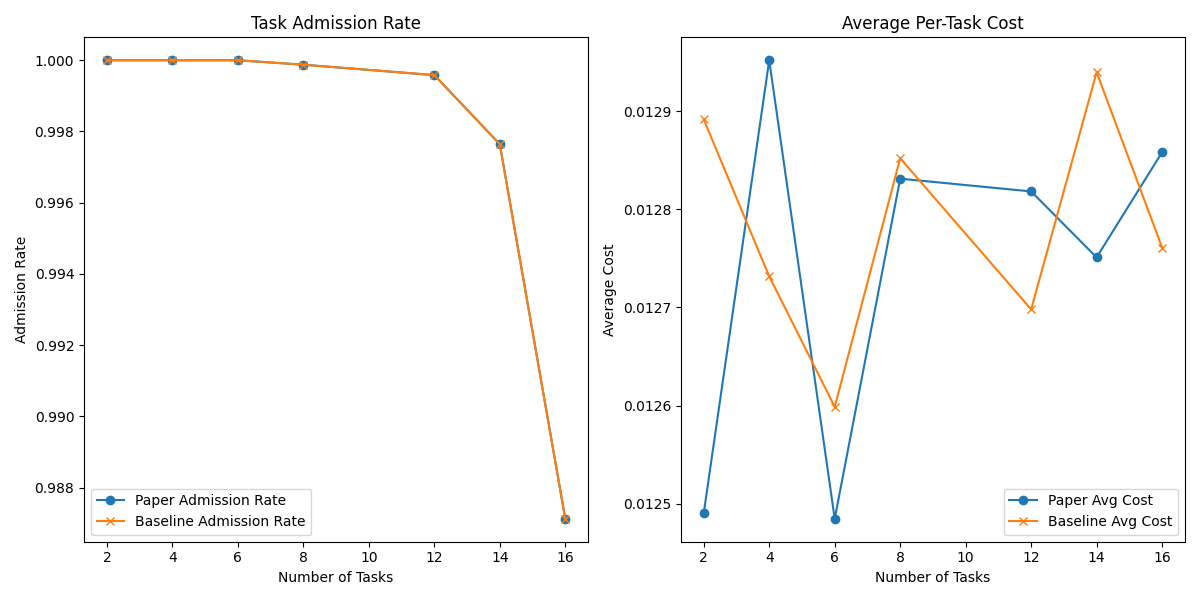 Task Admission Rate
Admission Rate
1.000
0.998
0.996
0.994
0.992
0.990
0.988
2 4 6 8 10 12 14 16
Number of Tasks
Paper Admission Rate
Baseline Admission Rate
Average Per-Task Cost
Average Cost
0.0129
0.0128
0.0127
0.0126
0.0125
2 4 6 8 10 12 14 16
Number of Tasks
Paper Avg Cost
Baseline Avg Cost